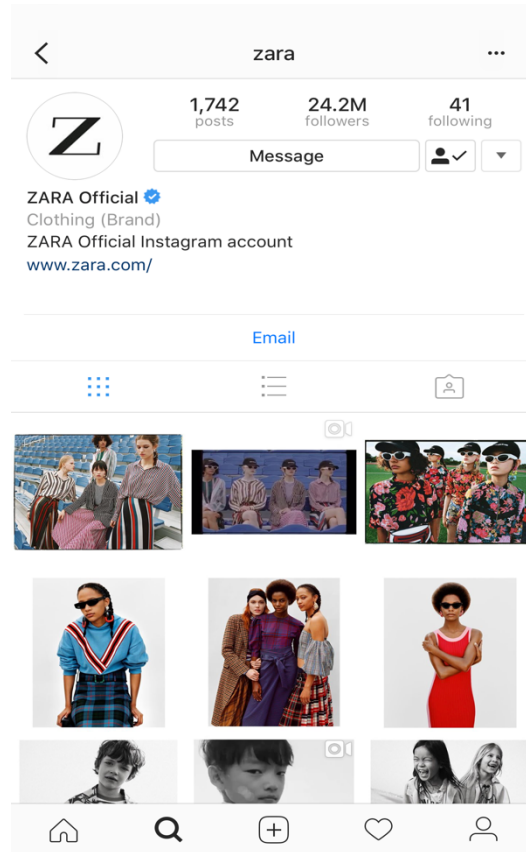 zara
1,742 24.2M 41
posts followers following
Z
Message
ZARA Official
Clothing (Brand)
ZARA Official Instagram account
www.zara.com/
Email